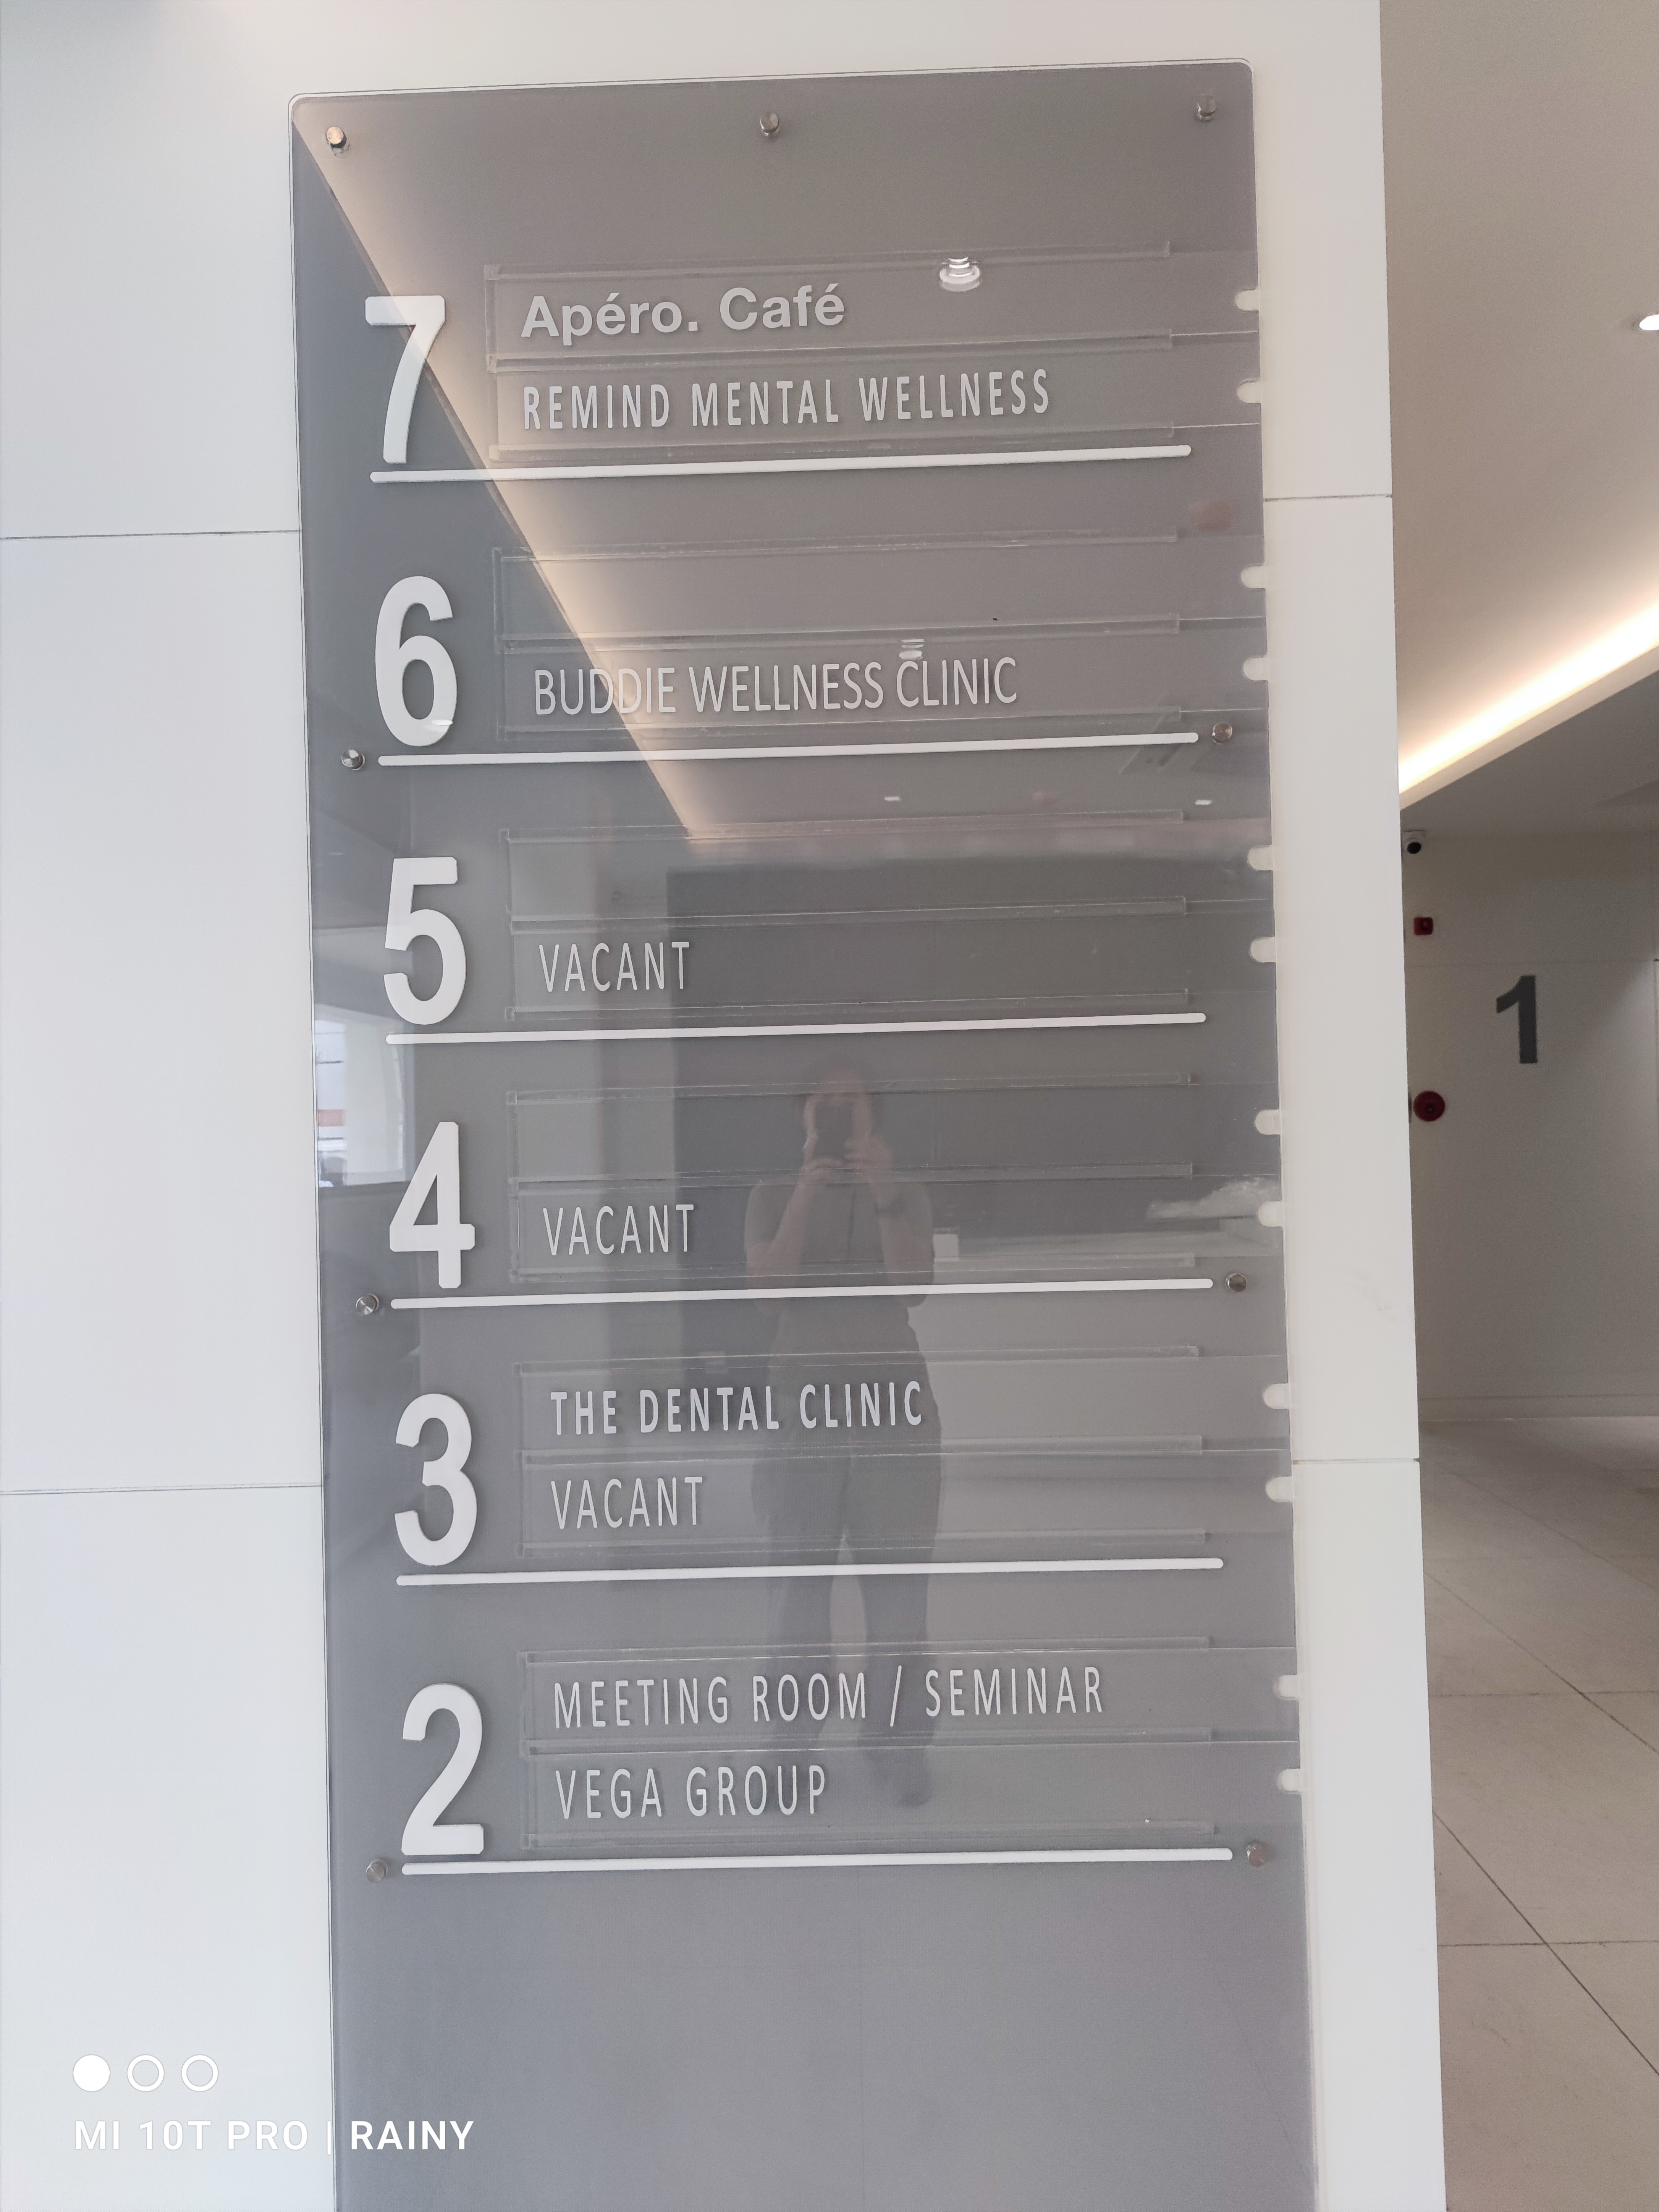 7
Apéro. Café
REMIND MENTAL WELLNESS
6
BUDDIE WELLNESS CLINIC
5
VACANT
4
VACANT
3
THE DENTAL CLINIC
VACANT
2
MEETING ROOM / SEMINAR
VEGA GROUP
1
MI 10T PRO | RAINY